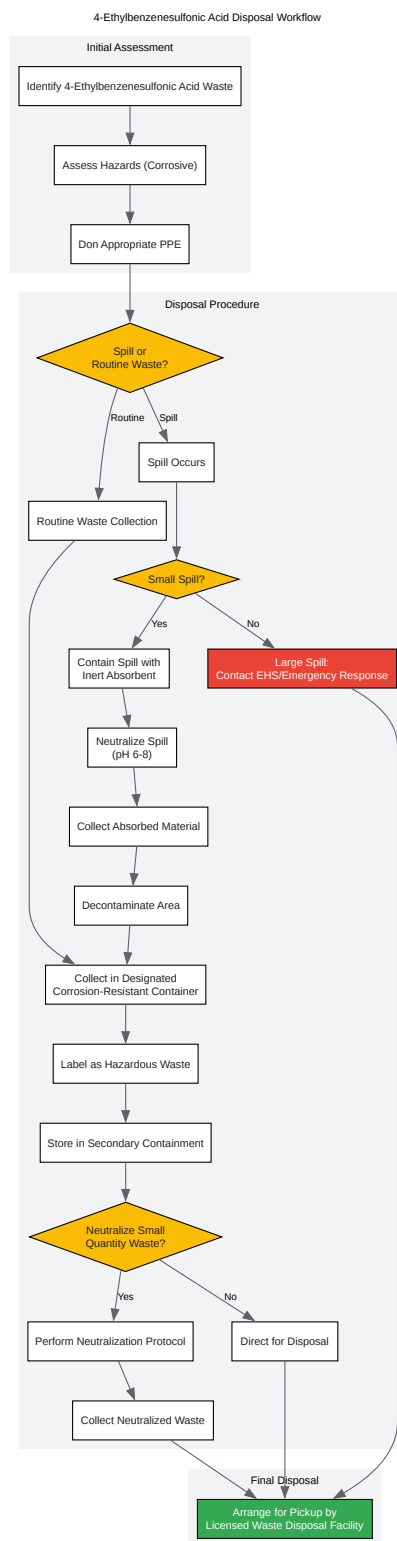 4-Ethylbenzenesulfonic Acid Disposal Workflow
Initial Assessment
Identify 4-Ethylbenzenesulfonic Acid Waste
Assess Hazards (Corrosive)
Don Appropriate PPE
Disposal Procedure
Spill or
Routine Waste?
Routine
Spill
Spill Occurs
Routine Waste Collection
Small Spill?
Yes
No
Contain Spill with
Inert Absorbent
Large Spill:
Contact EHS/Emergency Response
Neutralize Spill
(pH 6-8)
Collect Absorbed Material
Decontaminate Area
Collect in Designated
Corrosion-Resistant Container
Label as Hazardous Waste
Store in Secondary Containment
Neutralize Small
Quantity Waste?
Yes
No
Perform Neutralization Protocol
Direct for Disposal
Collect Neutralized Waste
Final Disposal
Arrange for Pickup by
Licensed Waste Disposal Facility